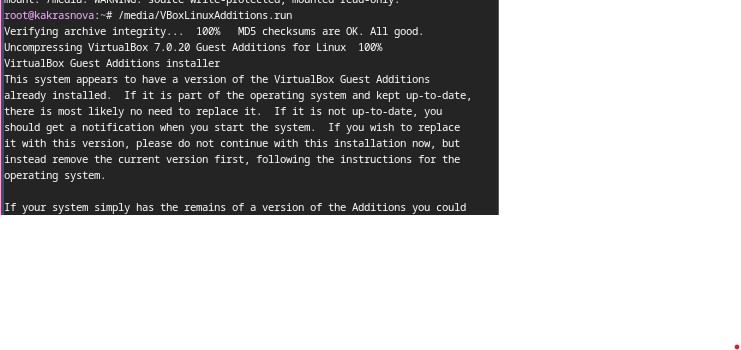 mount: /media: WARNING: source write-protected, mounted read-only.
root@kakrasnova:~# /media/VBoxLinuxAdditions.run
Verifying archive integrity...  100%   MD5 checksums are OK. All good.
Uncompressing VirtualBox 7.0.20 Guest Additions for Linux  100%
VirtualBox Guest Additions installer
This system appears to have a version of the VirtualBox Guest Additions
already installed.  If it is part of the operating system and kept up-to-date,
there is most likely no need to replace it.  If it is not up-to-date, you
should get a notification when you start the system.  If you wish to replace
it with this version, please do not continue with this installation now, but
instead remove the current version first, following the instructions for the
operating system.
If your system simply has the remains of a version of the Additions you could